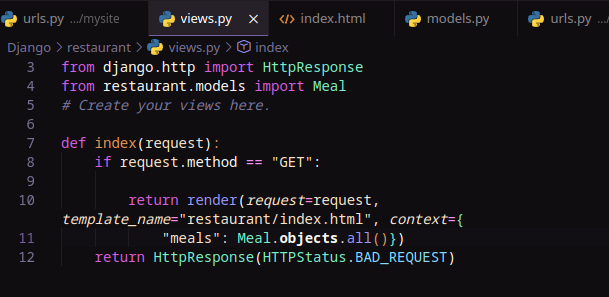 urls.py .../mysite
views.py
index.html
models.py
urls.py ...
Django > restaurant > views.py > index
3 from django.http import HttpResponse
4 from restaurant.models import Meal
5 # Create your views here.
6
7 def index(request):
8 if request.method == "GET":
9
10 return render(request=request,
template_name="restaurant/index.html", context={
11 "meals": Meal.objects.all()})
12 return HttpResponse(HTTPStatus.BAD_REQUEST)